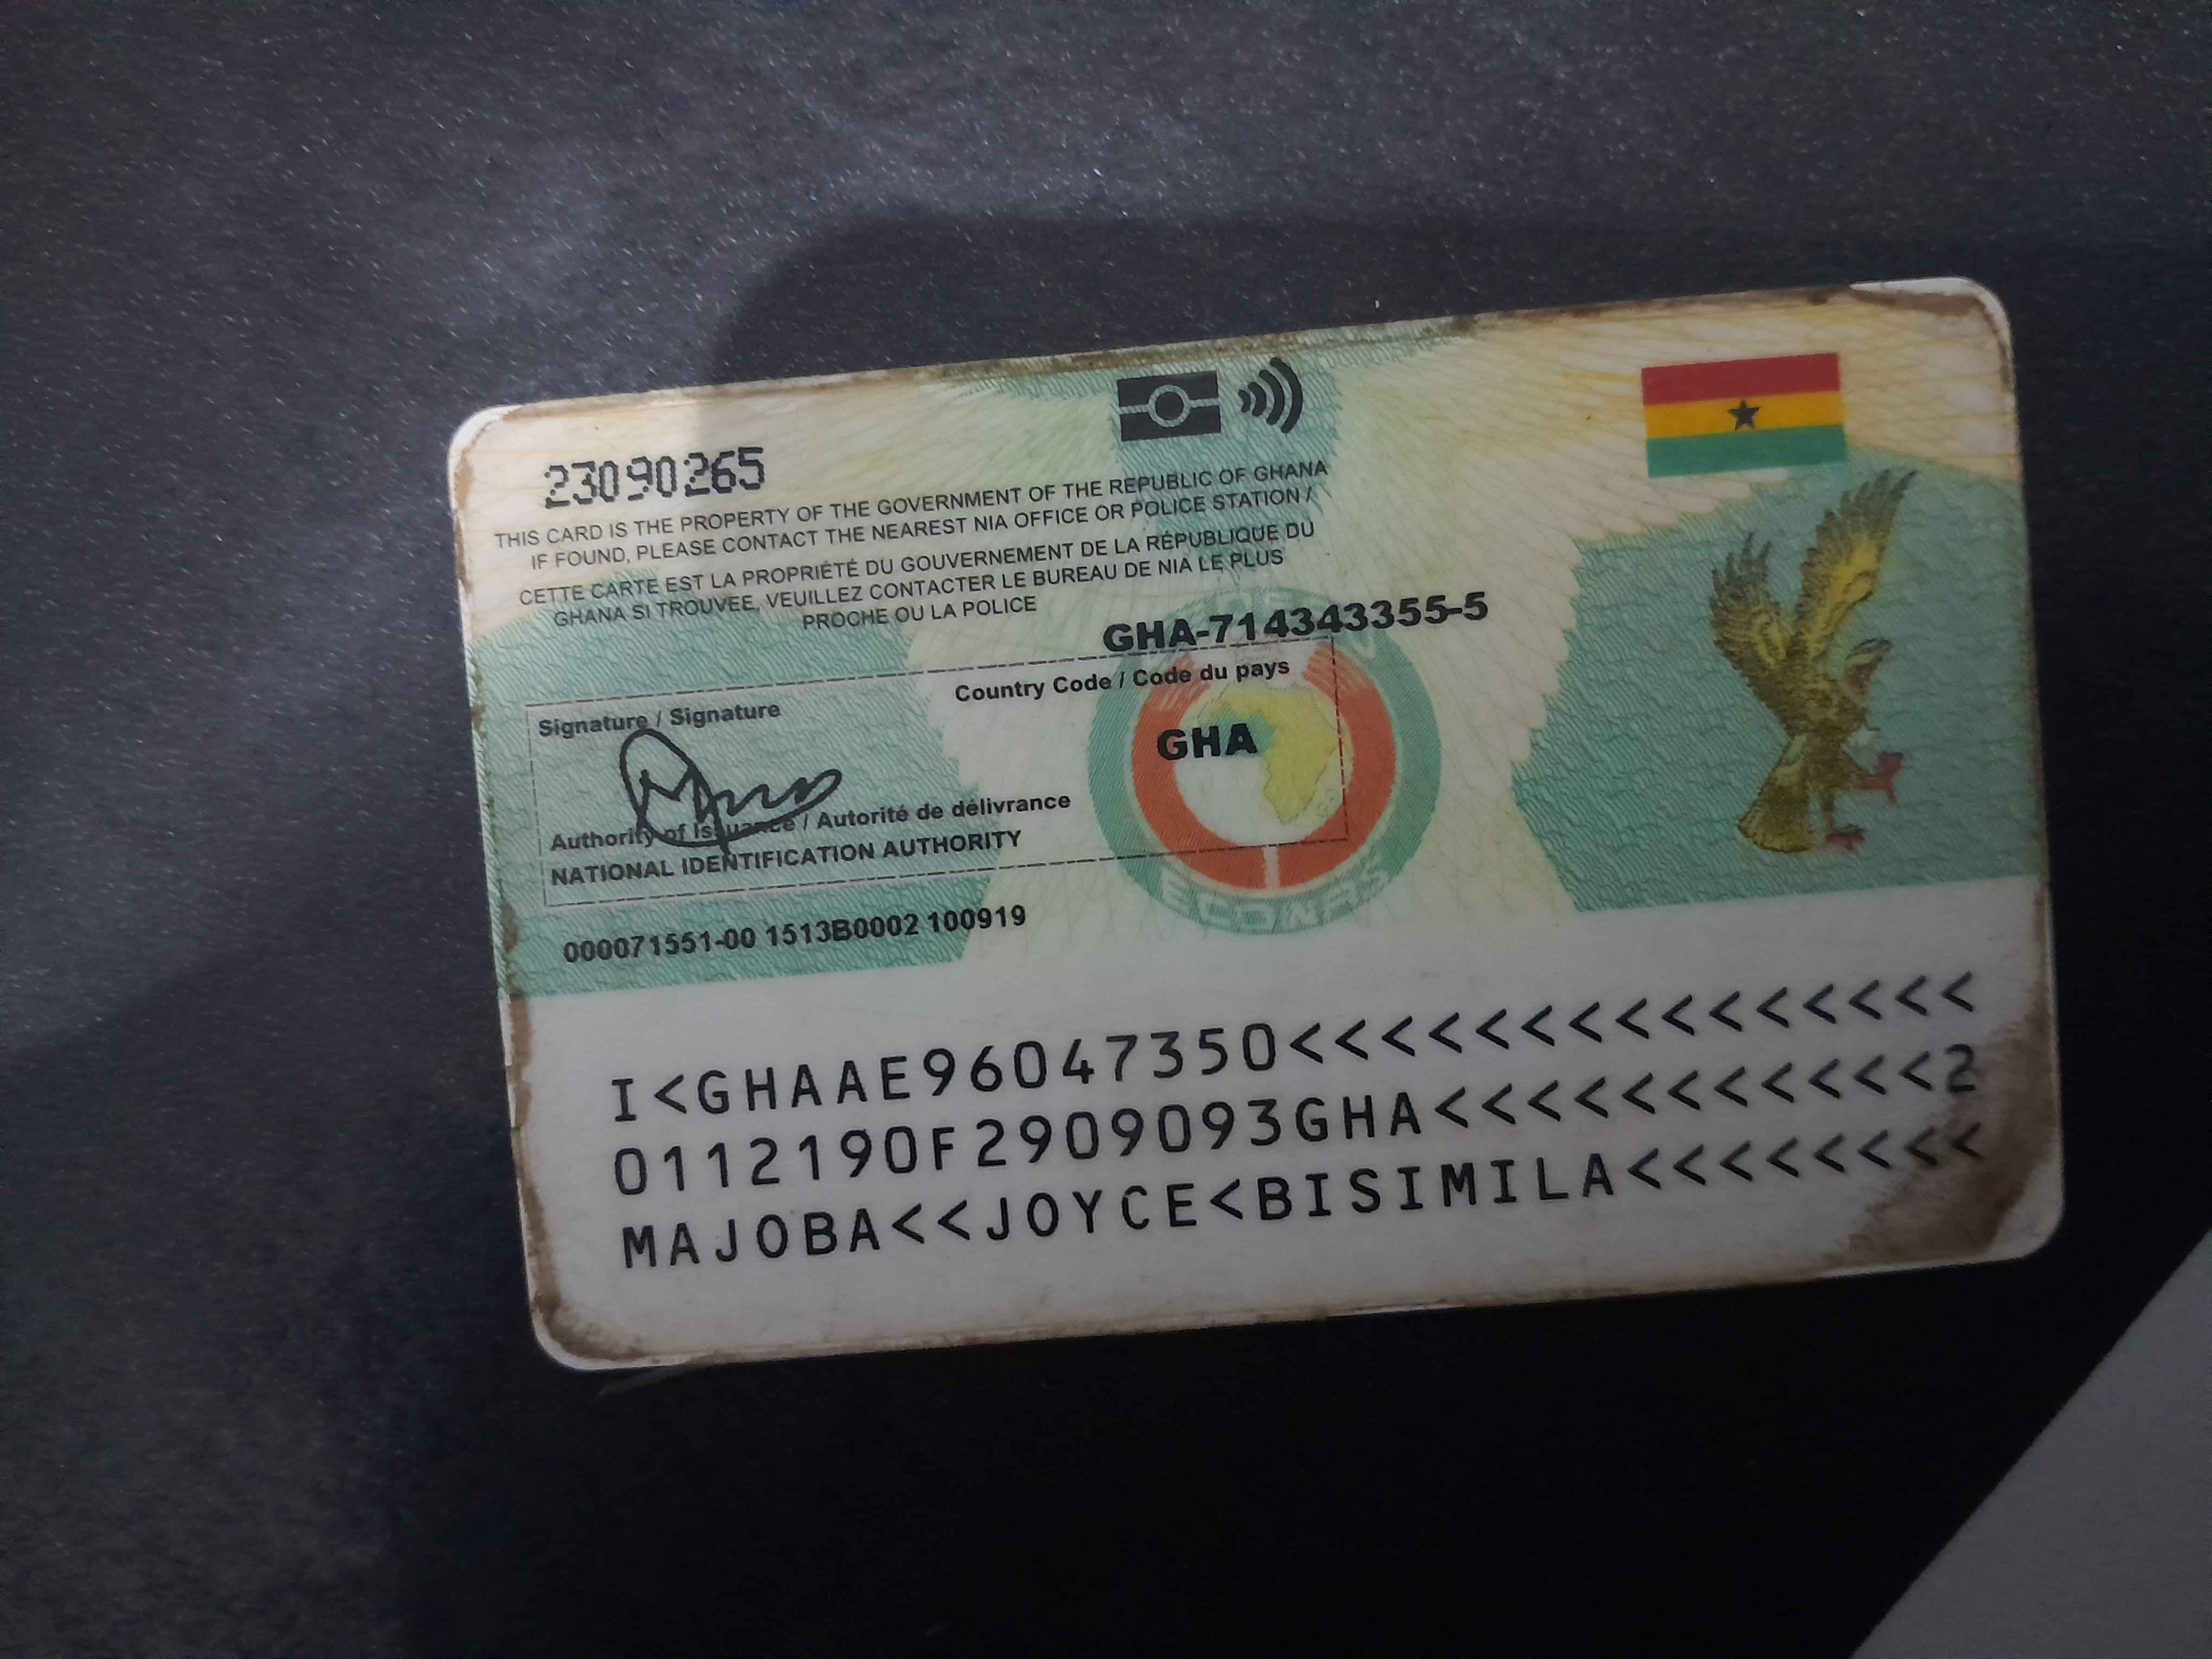 23090265
THIS CARD IS THE PROPERTY OF THE GOVERNMENT OF THE REPUBLIC OF GHANA
IF FOUND, PLEASE CONTACT THE NEAREST NIA OFFICE OR POLICE STATION /
CETTE CARTE EST LA PROPRIÉTÉ DU GOUVERNEMENT DE LA RÉPUBLIQUE DU
GHANA SI TROUVEE, VEUILLEZ CONTACTER LE BUREAU DE NIA LE PLUS
PROCHE OU LA POLICE
GHA-714343355-5
Country Code / Code du pays
GHA
Signature / Signature
Authority of Issuance / Autorité de délivrance
NATIONAL IDENTIFICATION AUTHORITY
ECOWAS
000071551-00 1513B0002 100919
I<GHAAE96047350<<<<<<<<<<<<<<<
0112190F2909093GHA<<<<<<<<<<<2
MAJOBA<<JOYCE<BISIMILA<<<<<<<<